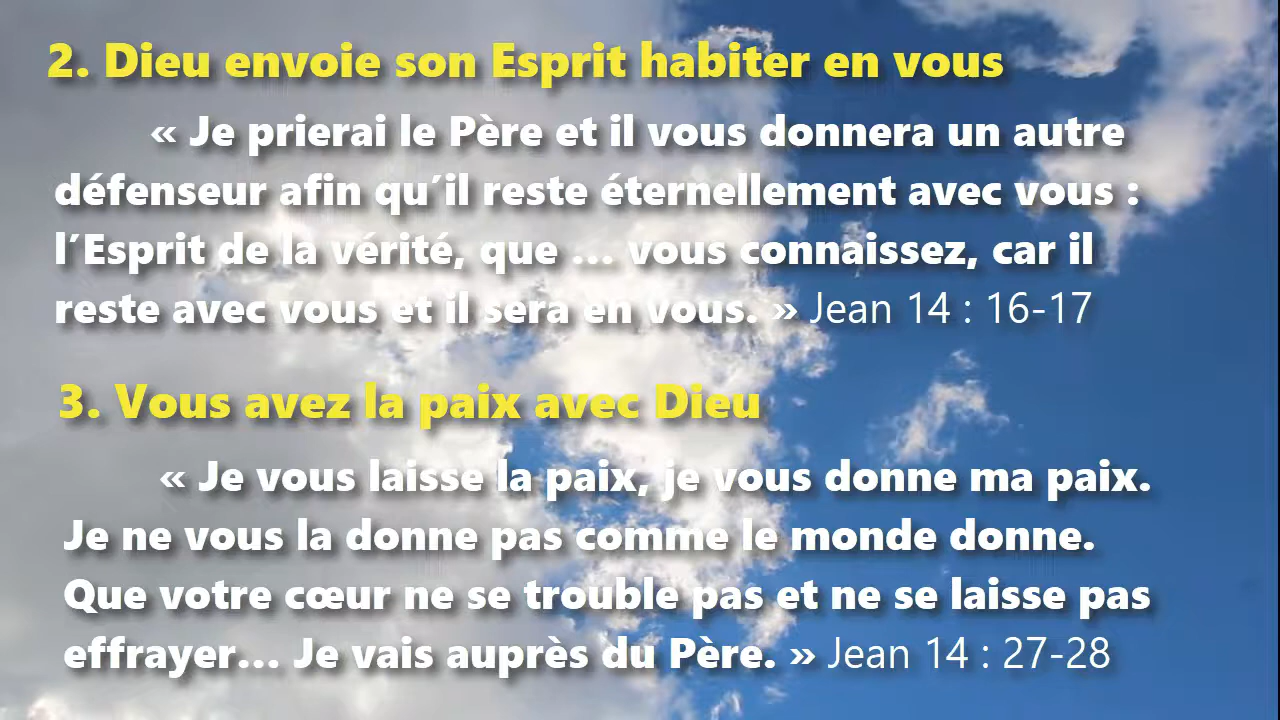 2. Dieu envoie son Esprit habiter en vous
« Je prierai le Père et il vous donnera un autre
défenseur afin qu’il reste éternellement avec vous :
l’Esprit de la vérité, que ... vous connaissez, car il
reste avec vous et il sera en vous. » Jean 14 : 16-17
3. Vous avez la paix avec Dieu
« Je vous laisse la paix, je vous donne ma paix.
Je ne vous la donne pas comme le monde donne.
Que votre cœur ne se trouble pas et ne se laisse pas
effrayer... Je vais auprès du Père. » Jean 14 : 27-28